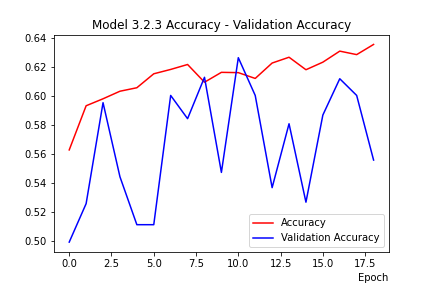 Model 3.2.3 Accuracy - Validation Accuracy
0.64
0.62
0.60
0.58
0.56
0.54
0.52
0.50
Accuracy
Validation Accuracy
0.0 2.5 5.0 7.5 10.0 12.5 15.0 17.5
Epoch